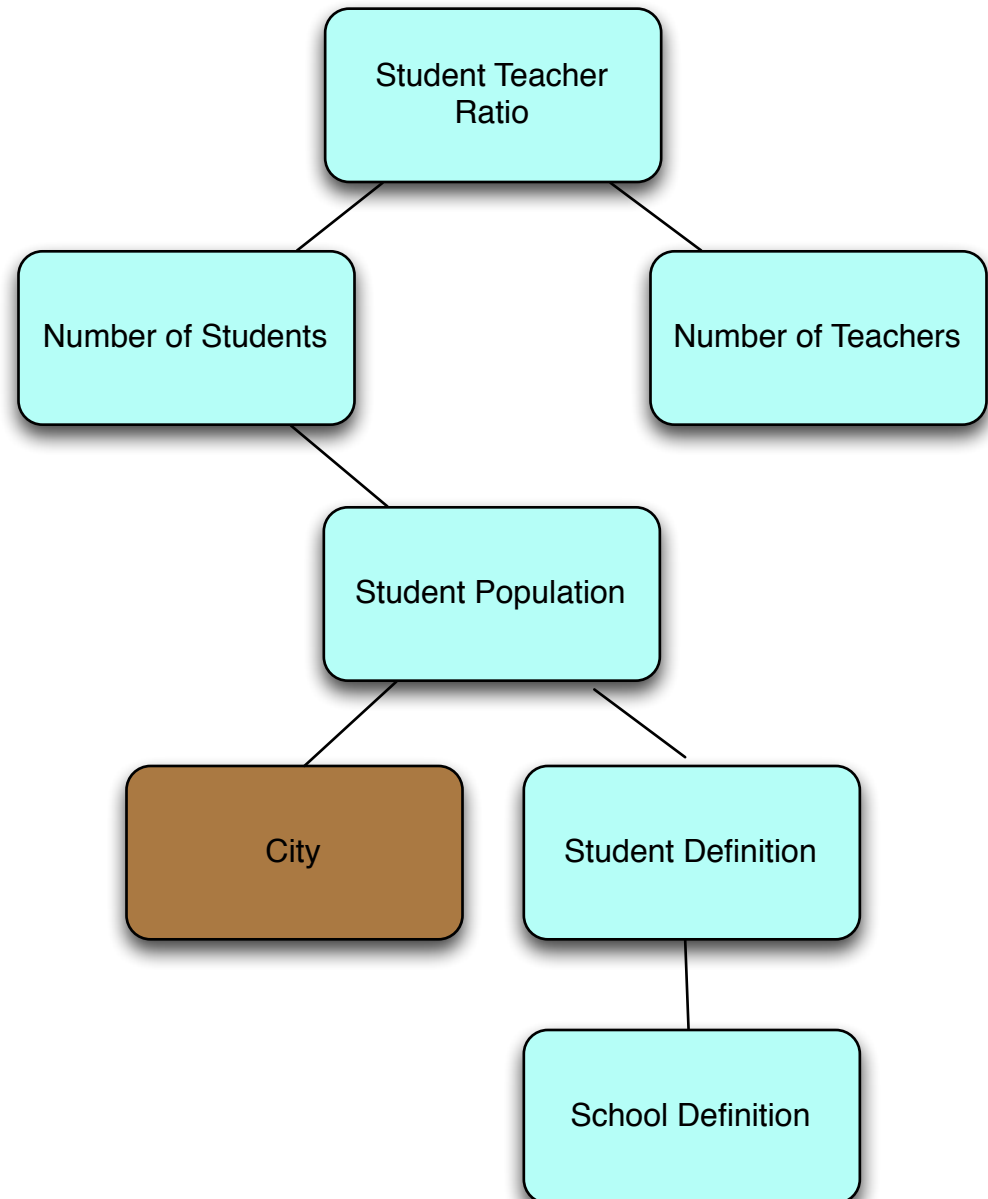 Student Teacher
Ratio
Number of Students
Number of Teachers
Student Population
City
Student Definition
School Definition